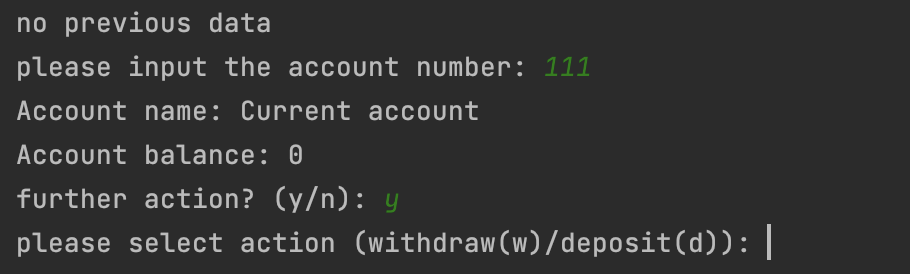 no previous data
please input the account number: 111
Account name: Current account
Account balance: 0
further action? (y/n): y
please select action (withdraw(w)/deposit(d)):